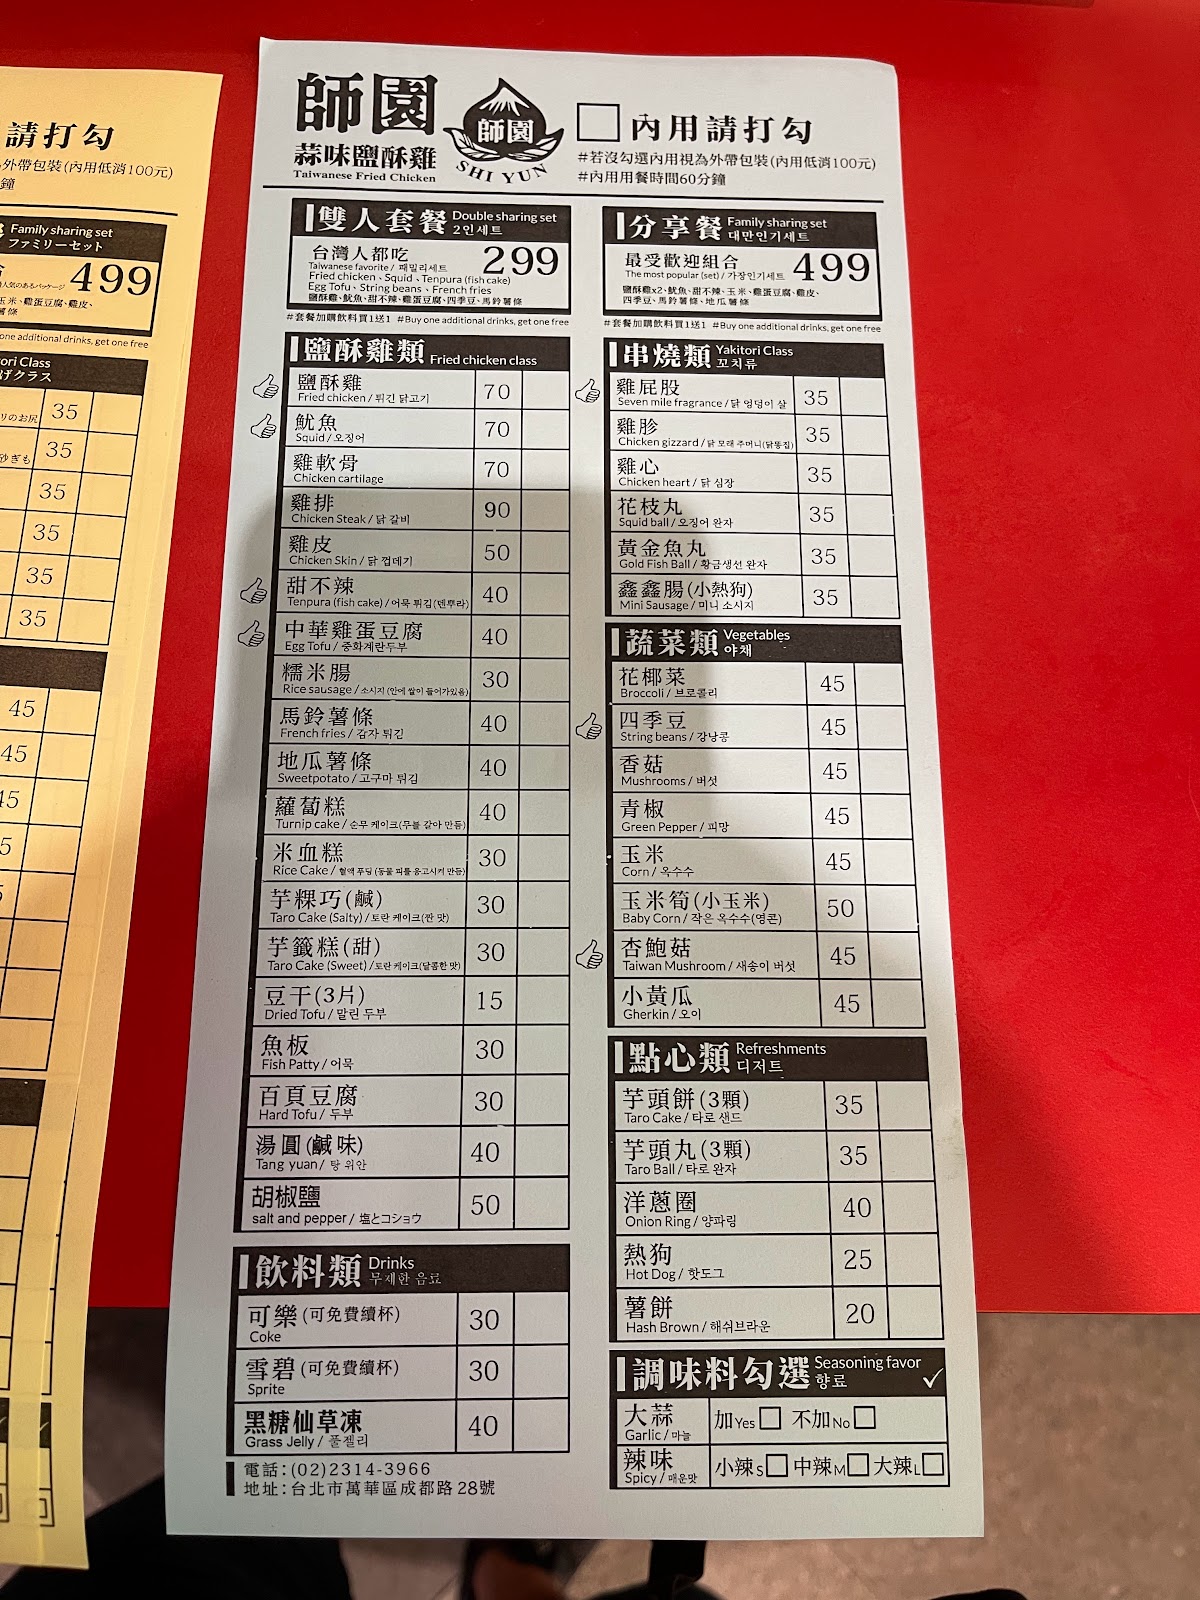 請打勾
外帶包裝(內用低消100元)
鐘
Family sharing set
ファミリーセット
499
玉米、雞蛋豆腐、雞皮、
薯條
one additional drinks, get one free
tori Class
げクラス
リのお尻
35
砂ぎも
35
35
35
35
35
45
45
45
5
師園
蒜味鹽酥雞
Taiwanese Fried Chicken
師園
SHI YUN
內用請打勾
#若沒勾選內用視為外帶包裝(內用低消100元)
#內用用餐時間60分鐘
雙人套餐 Double sharing set
2인세트
台灣人都吃 299
Taiwanese favorite / 패밀리세트
Fried chicken、Squid、Tenpura (fish cake)
Egg Tofu、String beans、French fries
鹽酥雞、魷魚、甜不辣、雞蛋豆腐、四季豆、馬鈴薯條
#套餐加購飲料買1送1 #Buy one additional drinks, get one free
鹽酥雞類 Fried chicken class
鹽酥雞 70
Fried chicken / 튀긴 닭고기
魷魚 70
Squid / 오징어
雞軟骨 70
Chicken cartilage
雞排 90
Chicken Steak / 닭 갈비
雞皮 50
Chicken Skin / 닭 껍데기
甜不辣 40
Tenpura (fish cake) / 어묵 튀김(덴뿌라)
中華雞蛋豆腐 40
Egg Tofu / 중화계란두부
糯米腸 30
Rice sausage / 소시지 (안에 쌀이 들어가있음)
馬鈴薯條 40
French fries / 감자 튀긴
地瓜薯條 40
Sweetpotato / 고구마 튀김
蘿蔔糕 40
Turnip cake / 순무 케이크(무를 갈아 만듬)
米血糕 30
Rice Cake / 혈액 푸딩 (동물 피를 응고시켜 만듬)
芋粿巧(鹹) 30
Taro Cake (Salty) / 토란 케이크(짠 맛)
芋籤糕(甜) 30
Taro Cake (Sweet) / 토란 케이크(달콤한 맛)
豆干(3片) 15
Dried Tofu / 말린 두부
魚板 30
Fish Patty / 어묵
百頁豆腐 30
Hard Tofu / 두부
湯圓(鹹味) 40
Tang yuan / 탕 위안
胡椒鹽 50
salt and pepper / 塩とコショウ
飲料類 Drinks
무제한 음료
可樂(可免費續杯) 30
Coke
雪碧(可免費續杯) 30
Sprite
黑糖仙草凍 40
Grass Jelly / 풀젤리
電話:(02)2314-3966
地址:台北市萬華區成都路28號
分享餐 Family sharing set
대만인기세트
最受歡迎組合 499
The most popular (set) / 가장인기세트
鹽酥雞x2、魷魚、甜不辣、玉米、雞蛋豆腐、雞皮、
四季豆、馬鈴薯條、地瓜薯條
#套餐加購飲料買1送1 #Buy one additional drinks, get one free
串燒類 Yakitori Class
꼬치류
雞屁股 35
Seven mile fragrance / 닭 엉덩이 살
雞胗 35
Chicken gizzard / 닭 모래 주머니(닭똥집)
雞心 35
Chicken heart / 닭 심장
花枝丸 35
Squid ball / 오징어 완자
黃金魚丸 35
Gold Fish Ball / 황금생선 완자
鑫鑫腸(小熱狗) 35
Mini Sausage / 미니 소시지
蔬菜類 Vegetables
야채
花椰菜 45
Broccoli / 브로콜리
四季豆 45
String beans / 강낭콩
香菇 45
Mushrooms / 버섯
青椒 45
Green Pepper / 피망
玉米 45
Corn / 옥수수
玉米筍(小玉米) 50
Baby Corn / 작은 옥수수(영콘)
杏鮑菇 45
Taiwan Mushroom / 새송이 버섯
小黃瓜 45
Gherkin / 오이
點心類 Refreshments
디저트
芋頭餅(3顆) 35
Taro Cake / 타로 샌드
芋頭丸(3顆) 35
Taro Ball / 타로 완자
洋蔥圈 40
Onion Ring / 양파링
熱狗 25
Hot Dog / 핫도그
薯餅 20
Hash Brown / 해쉬브라운
調味料勾選 Seasoning favor
향료
大蒜 加Yes 不加No
Garlic / 마늘
辣味 小辣S 中辣M 大辣L
Spicy / 매운맛